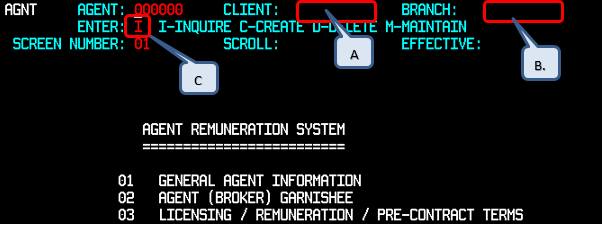 AGNT AGENT: 000000 CLIENT: BRANCH:
ENTER: I I-INQUIRE C-CREATE D-DELETE M-MAINTAIN
SCREEN NUMBER: 01 SCROLL: EFFECTIVE:
A
B.
C
AGENT REMUNERATION SYSTEM
=========================
01 GENERAL AGENT INFORMATION
02 AGENT (BROKER) GARNISHEE
03 LICENSING / REMUNERATION / PRE-CONTRACT TERMS